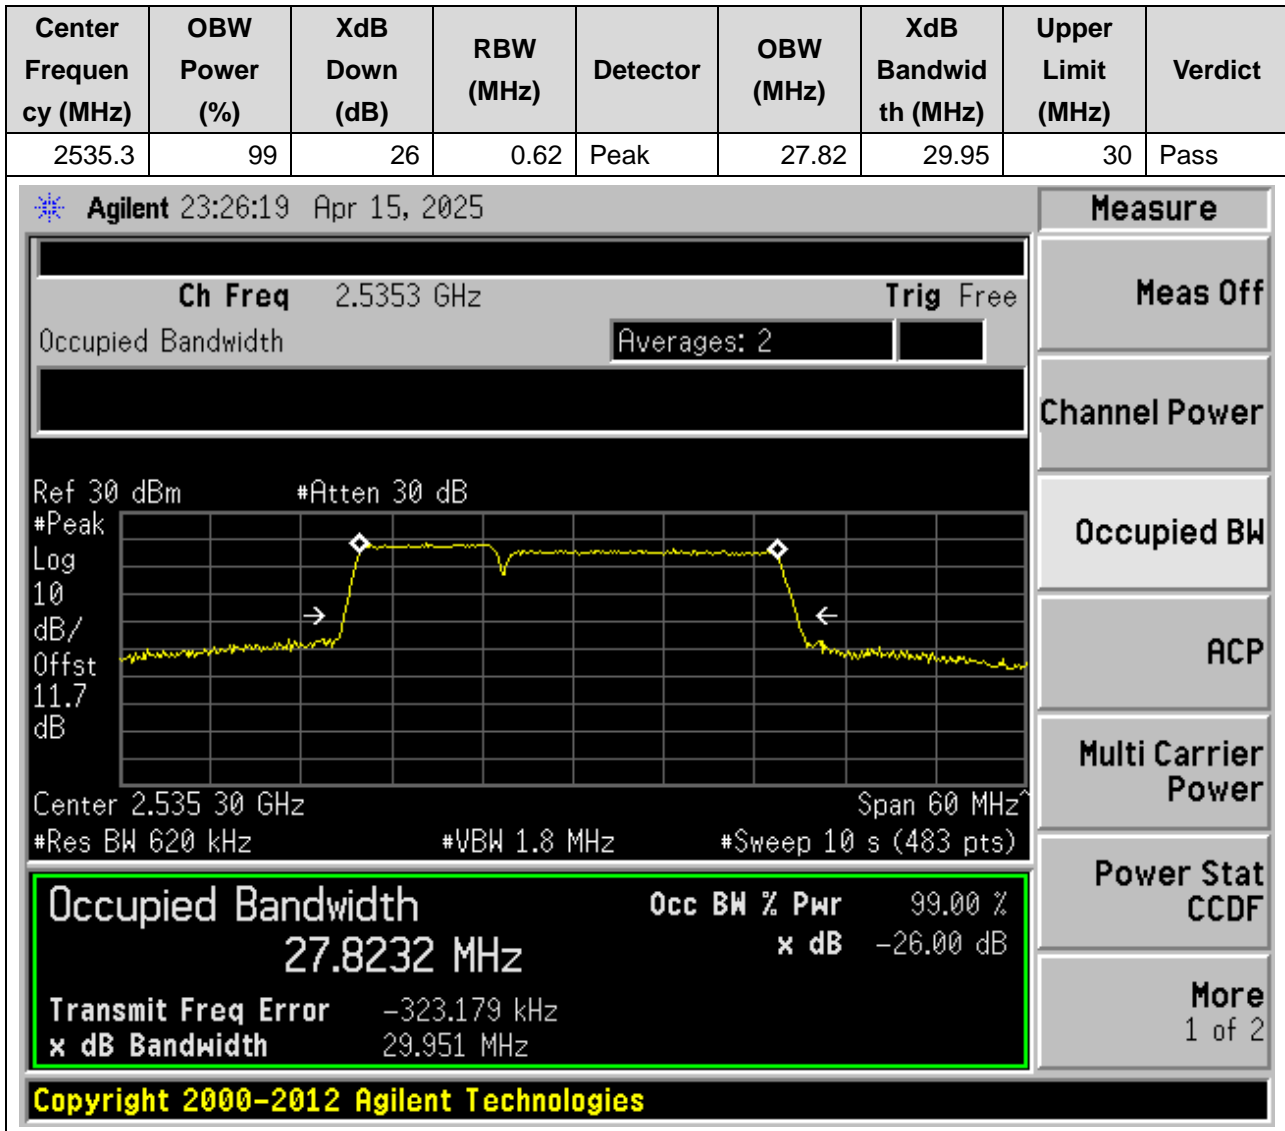 Center Frequen cy (MHz) OBW Power (%) XdB Down (dB) RBW (MHz) Detector OBW (MHz) XdB Bandwid th (MHz) Upper Limit (MHz) Verdict
2535.3 99 26 0.62 Peak 27.82 29.95 30 Pass
Agilent 23:26:19 Apr 15, 2025 Measure
Ch Freq 2.5353 GHz Trig Free
Meas Off
Occupied Bandwidth Averages: 2
Channel Power
Ref 30 dBm #Atten 30 dB
#Peak
Log
10
dB/
Offst
11.7
dB
Occupied BW
ACP
Multi Carrier
Power
Center 2.535 30 GHz Span 60 MHz^
#Res BW 620 kHz #VBW 1.8 MHz #Sweep 10 s (483 pts)
Power Stat
CCDF
Occupied Bandwidth Occ BW % Pwr 99.00 %
27.8232 MHz x dB -26.00 dB
Transmit Freq Error -323.179 kHz
x dB Bandwidth 29.951 MHz
More
1 of 2
Copyright 2000-2012 Agilent Technologies